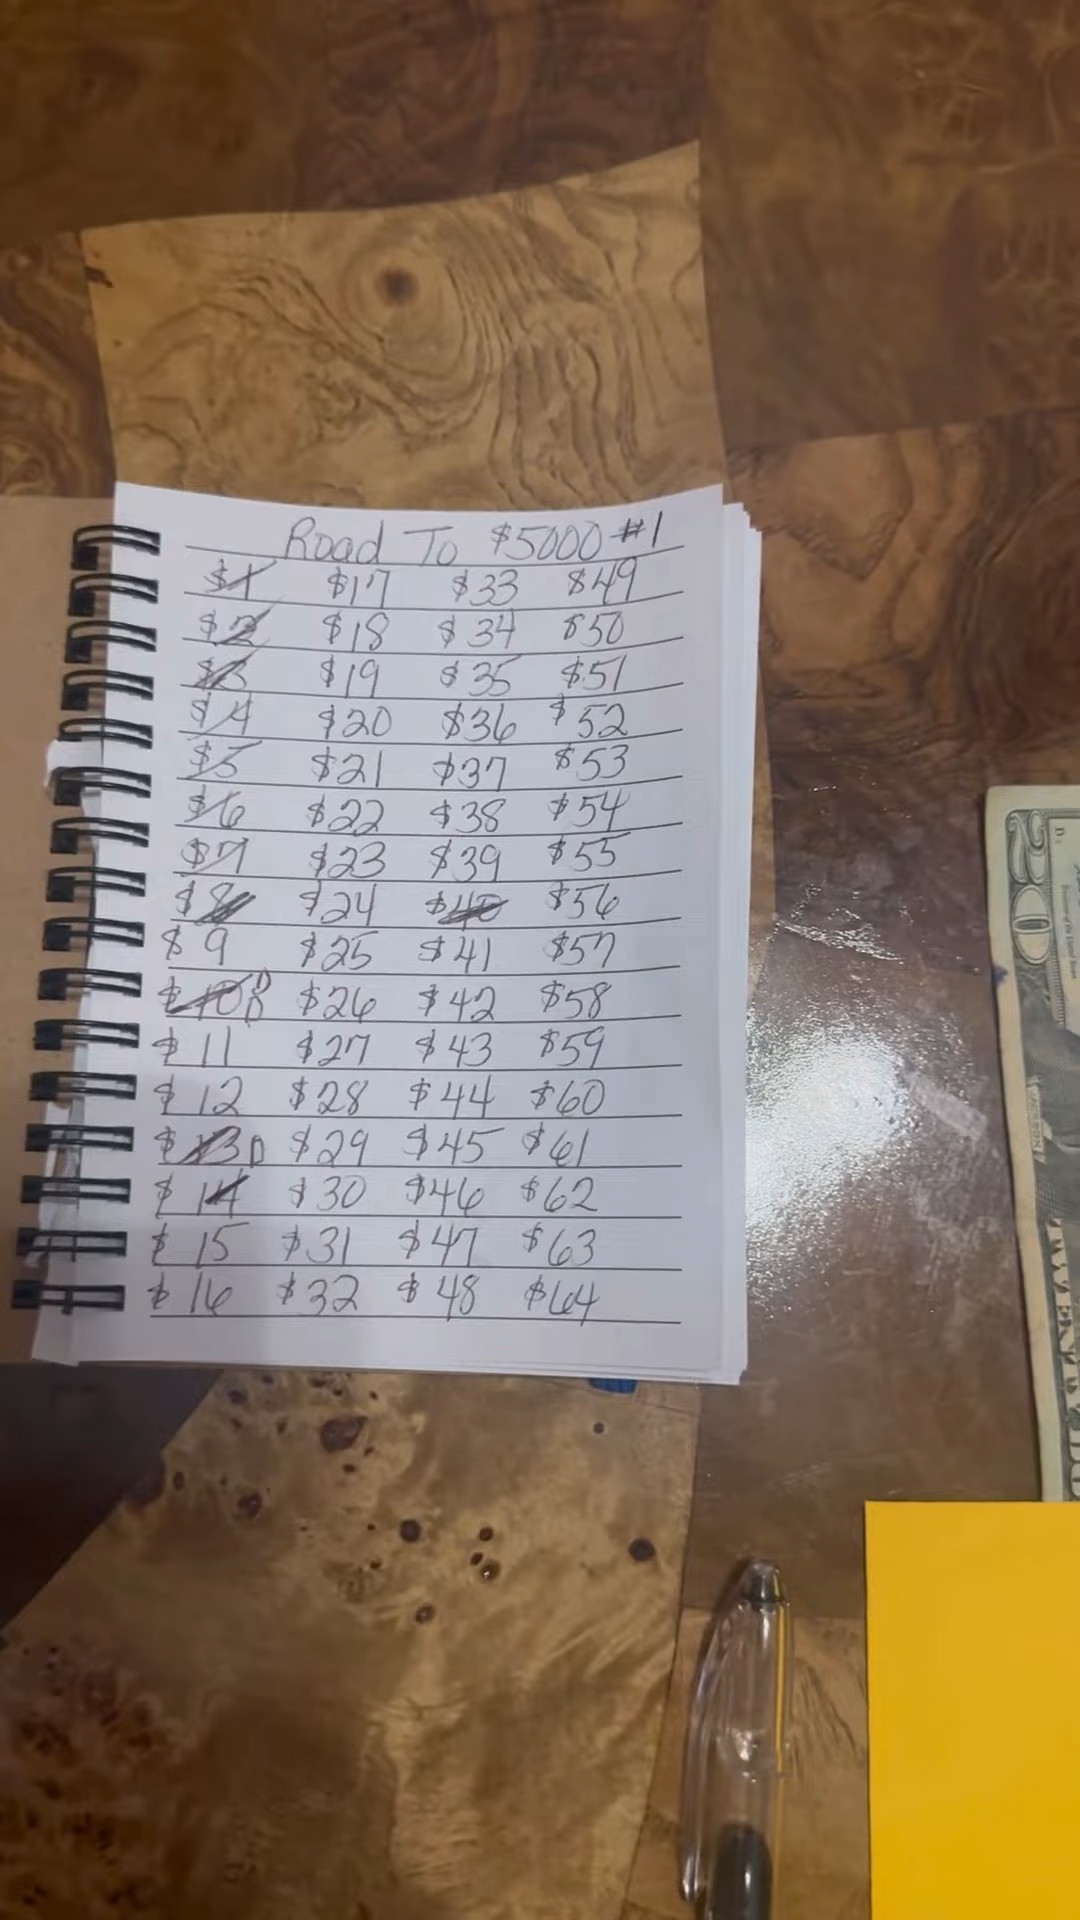 Road To $5000 #1
$1 $17 $33 $49
$2 $18 $34 $50
$3 $19 $35 $51
$4 $20 $36 $52
$5 $21 $37 $53
$6 $22 $38 $54
$7 $23 $39 $55
$8 $24 $40 $56
$9 $25 $41 $57
$10 D D $26 $42 $58
$11 $27 $43 $59
$12 $28 $44 $60
$13 D $29 $45 $61
$14 $30 $46 $62
$15 $31 $47 $63
$16 $32 $48 $64
20